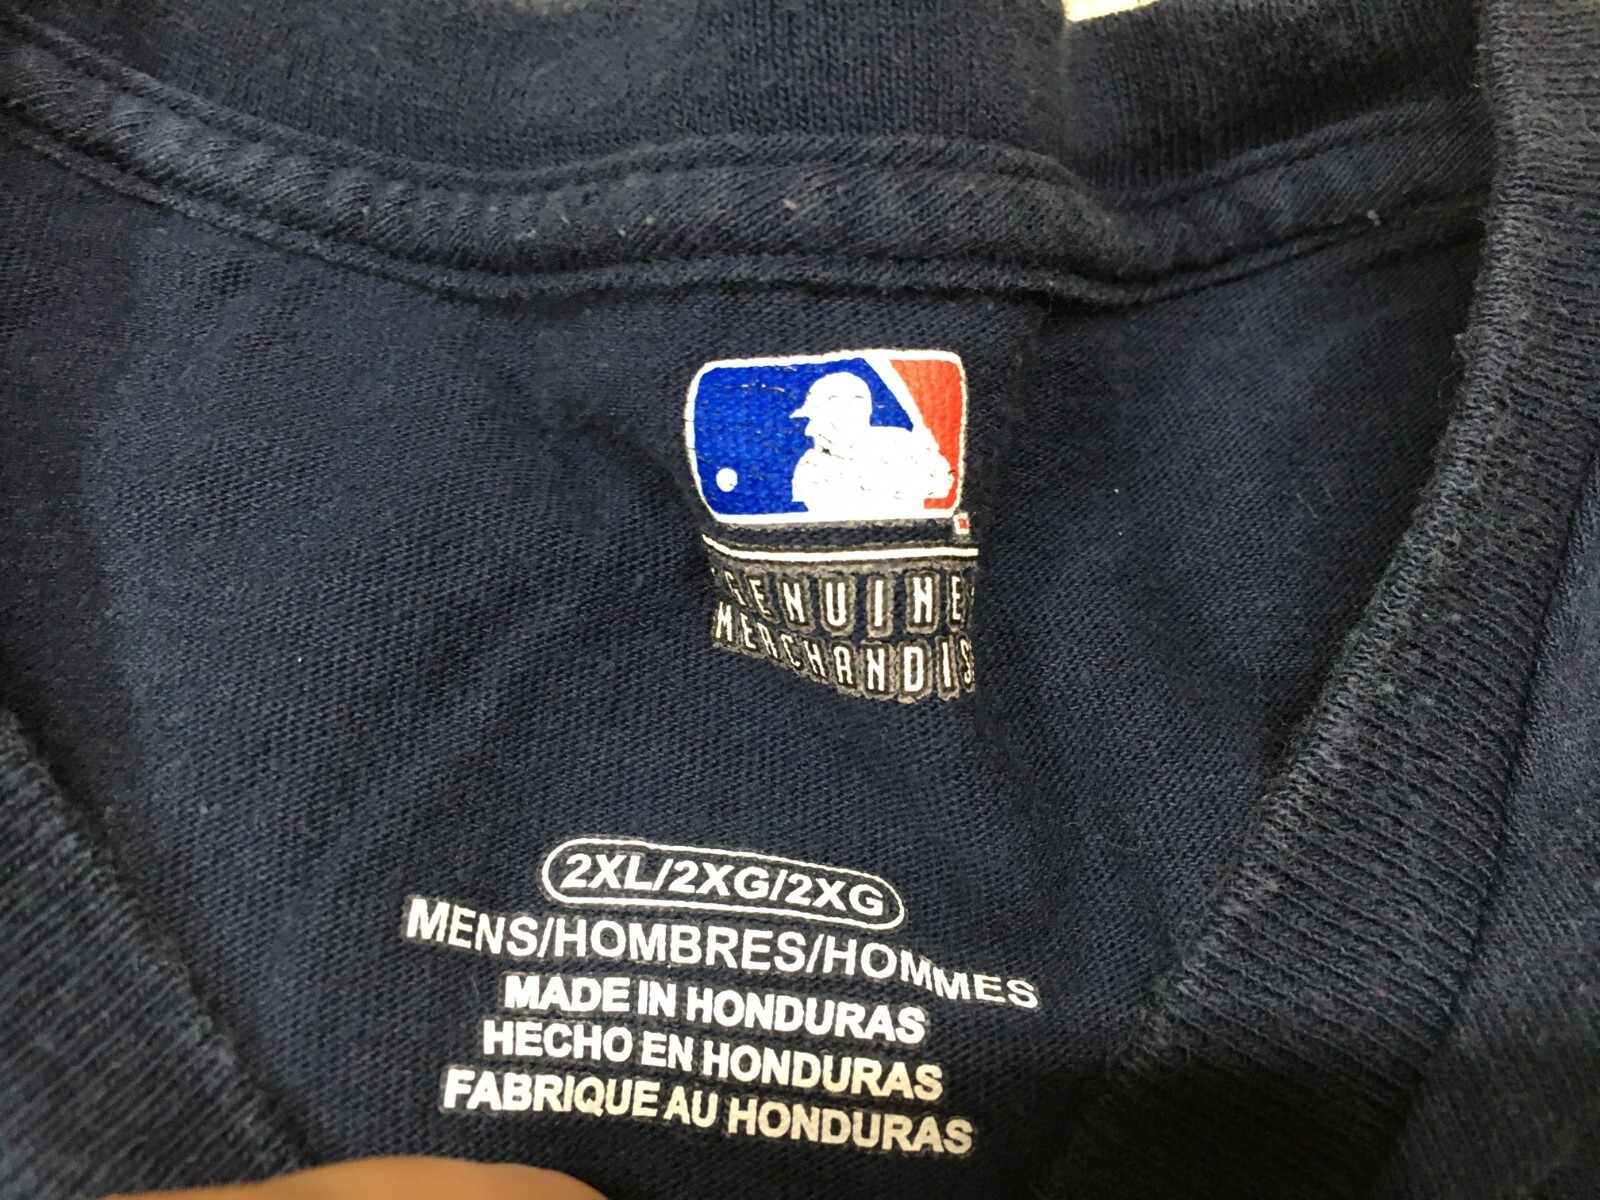 GENUINE
MERCHANDIS
2XL/2XG/2XG
MENS/HOMBRES/HOMMES
MADE IN HONDURAS
HECHO EN HONDURAS
FABRIQUE AU HONDURAS